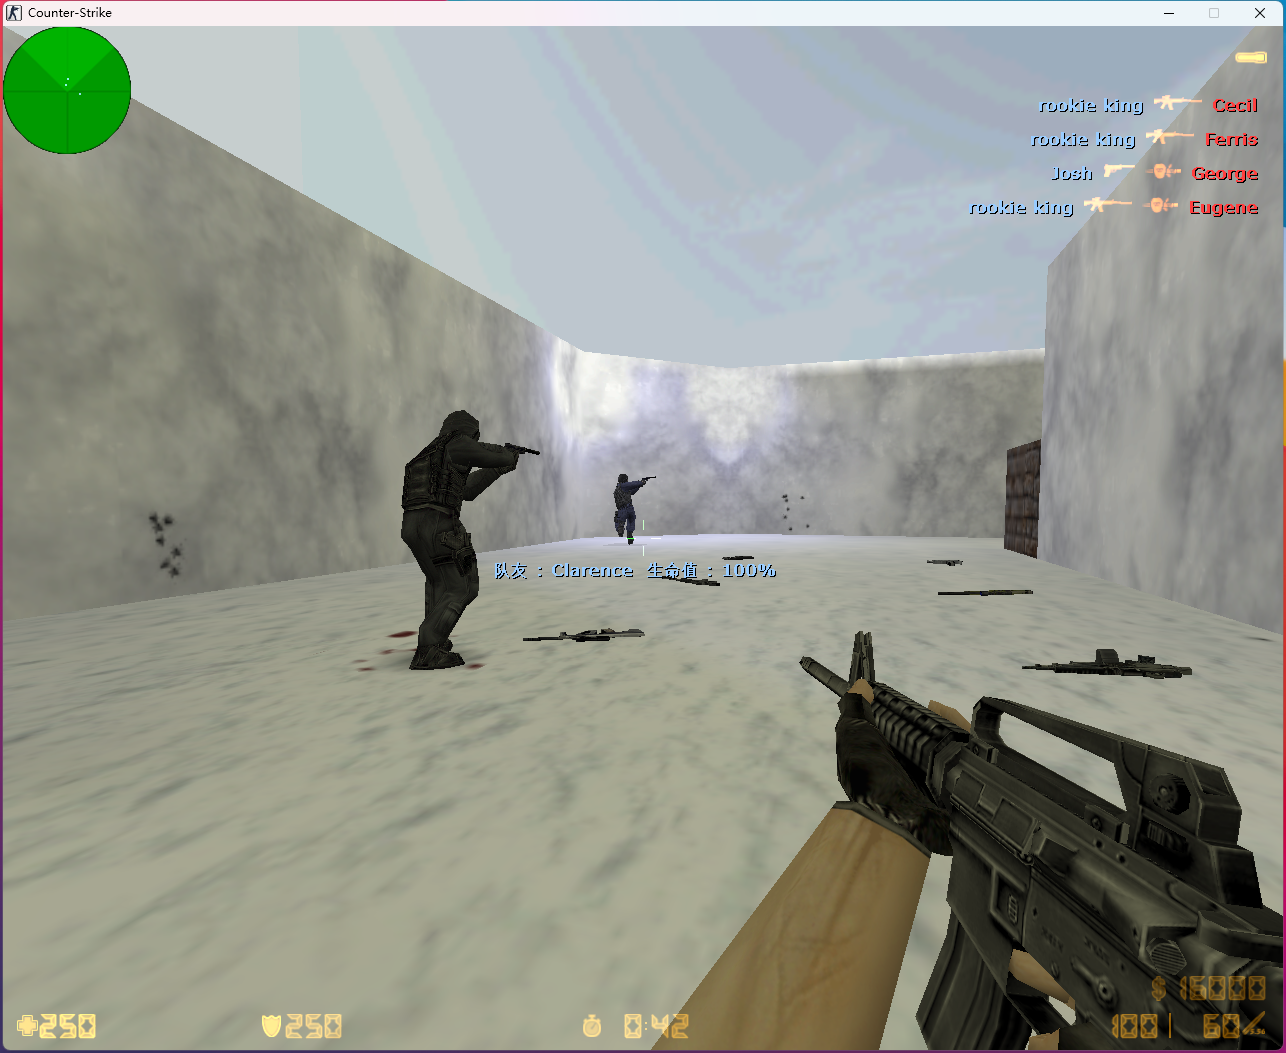 Counter-Strike
rookie king Cecil
rookie king Ferris
Josh George
rookie king Eugene
队友 : Clarence 生命值 : 100%
$ 16000
250 250 0:42 100 | 60